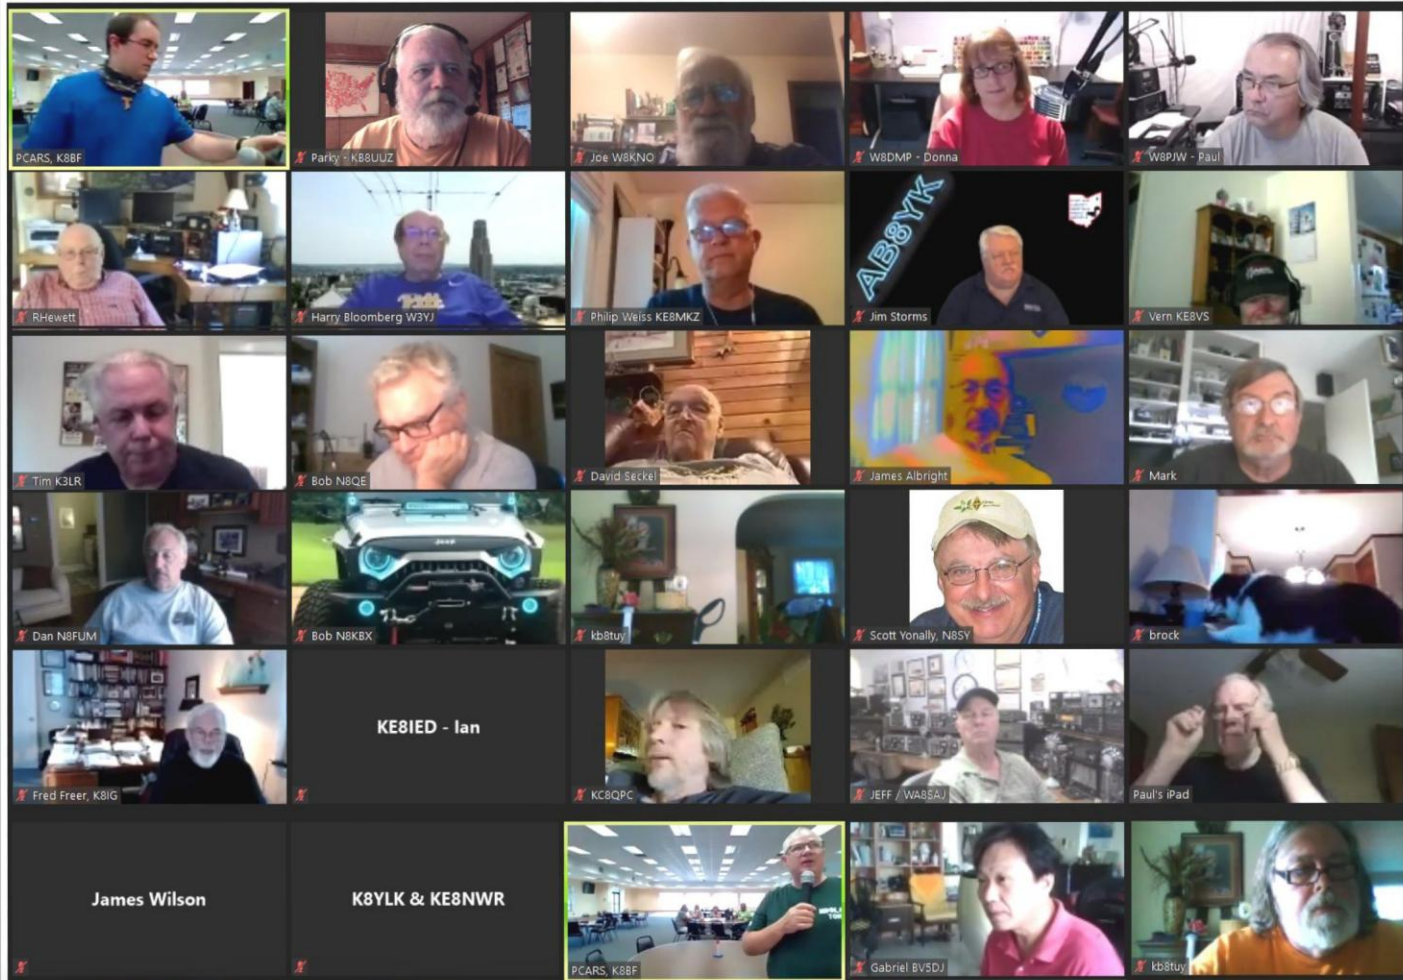 PCARS, K8BF
Parky - KB8UUZ
Joe W8KNO
W8DMP - Donna
W8PJW - Paul
RHewett
Harry Bloomberg W3YJ
Pitt
Philip Weiss KE8MKZ
AB8YK
Jim Storms
Vern KE8VS
Tim K3LR
Bob N8QE
David Seckel
James Albright
Mark
Dan N8FUM
Jeep
Bob N8KBX
kb8tuy
Scott Yonally, N8SY
brock
Fred Freer, K8IG
KE8IED - Ian
KC8QPC
JEFF / WA8SAJ
Paul's iPad
James Wilson
K8YLK & KE8NWR
PCARS, K8BF
Gabriel BV5DJ
kb8tuy